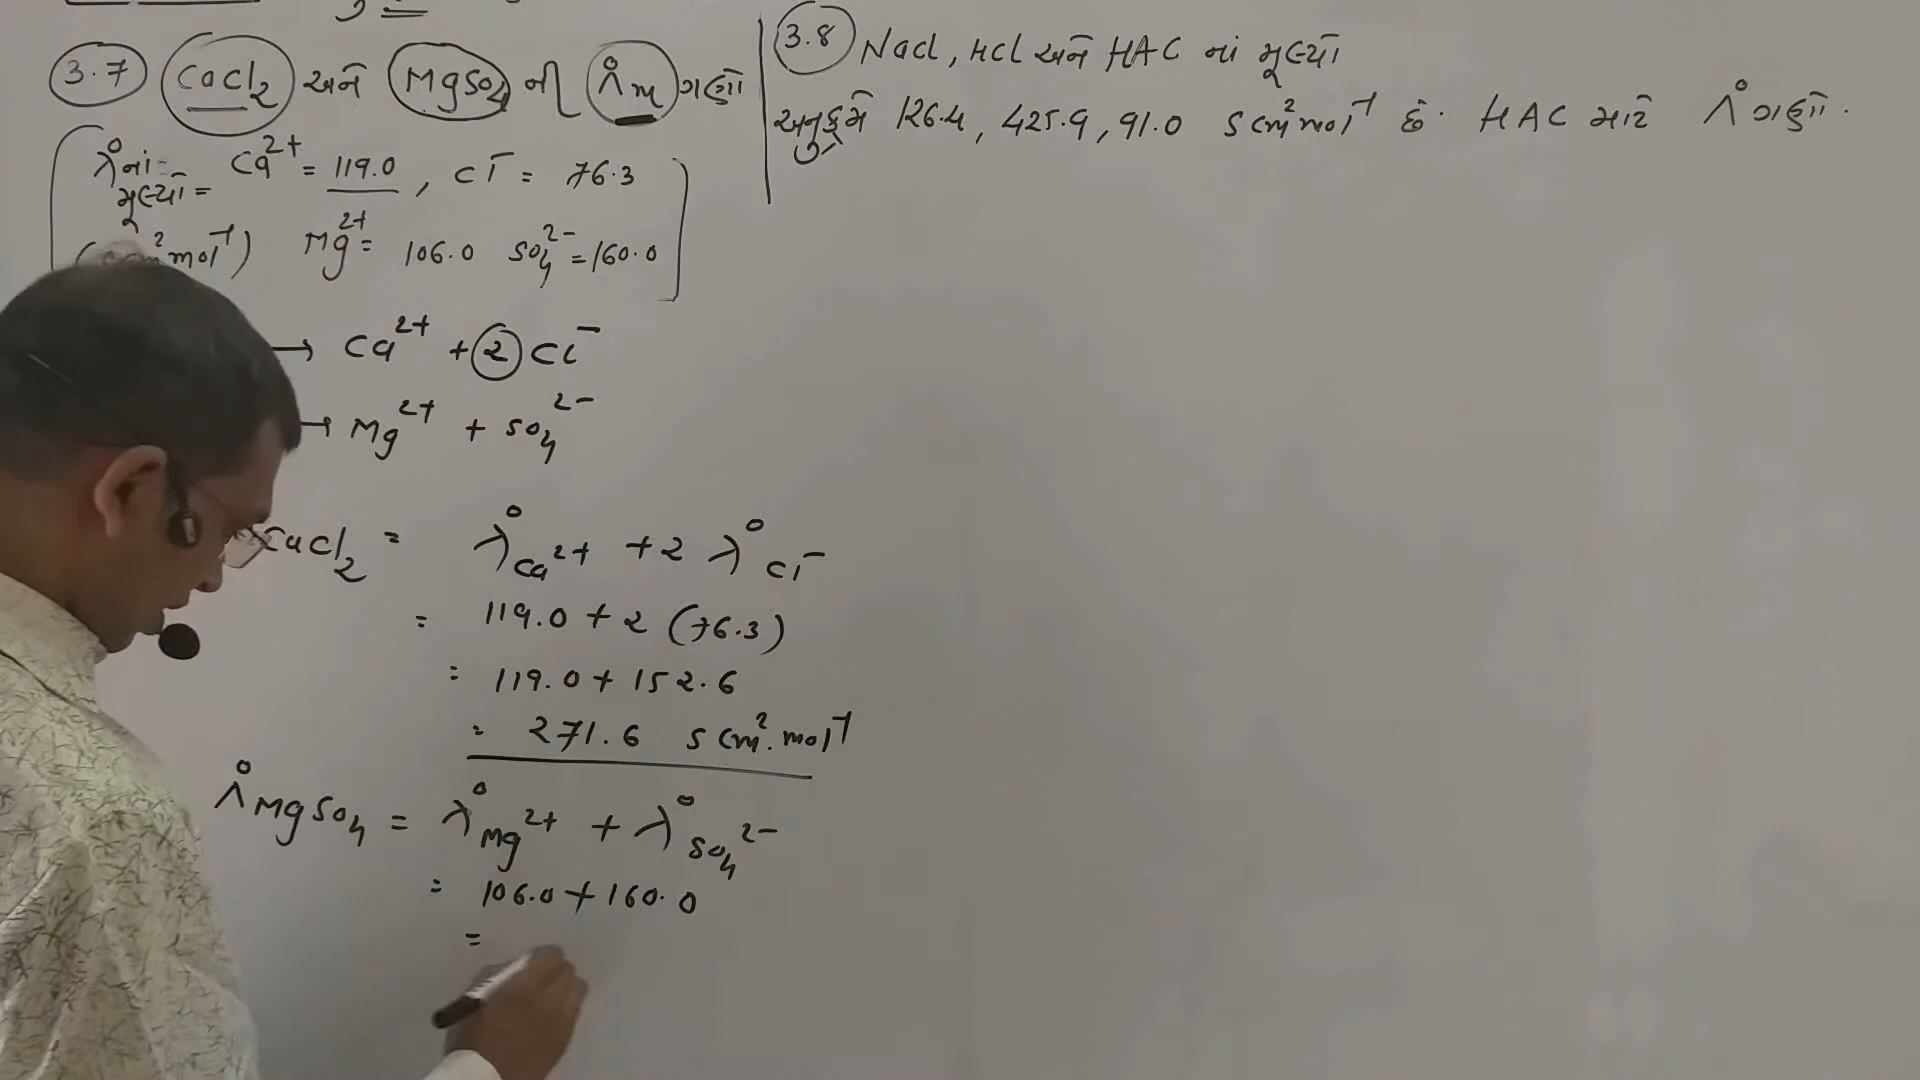 3.7 CaCl2 અને MgSO4 ની Λ°m ગણો
λ°નાં = Ca2+ = 119.0, Cl- = 76.3
મૂલ્યો =
mol-1) Mg2+ = 106.0 SO4 2- = 160.0
→ Ca2+ + 2 Cl-
→ Mg2+ + SO4 2-
CaCl2 = λ°Ca2+ + 2 λ°Cl-
= 119.0 + 2 (76.3)
= 119.0 + 152.6
= 271.6 S cm2. mol-1
Λ°MgSO4 = λ°Mg2+ + λ°SO4 2-
= 106.0 + 160.0
=
3.8 NaCl, HCl અને HAC નાં મૂલ્યો
અનુક્રમે 126.4, 425.9, 91.0 S cm2 mol-1 છે. HAC માટે Λ° ગણો.